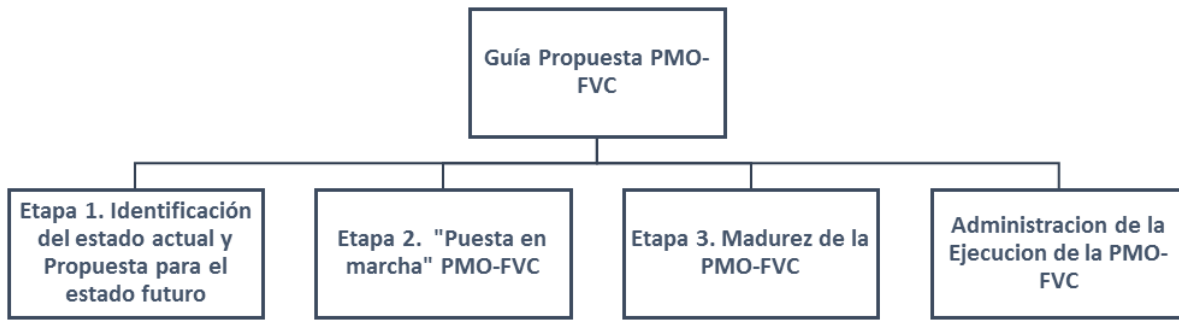 Guía Propuesta PMO-
FVC
Etapa 1. Identificación
del estado actual y
Propuesta para el
estado futuro
Etapa 2.  "Puesta en
marcha" PMO-FVC
Etapa 3. Madurez de la
PMO-FVC
Administracion de la
Ejecucion de la PMO-
FVC